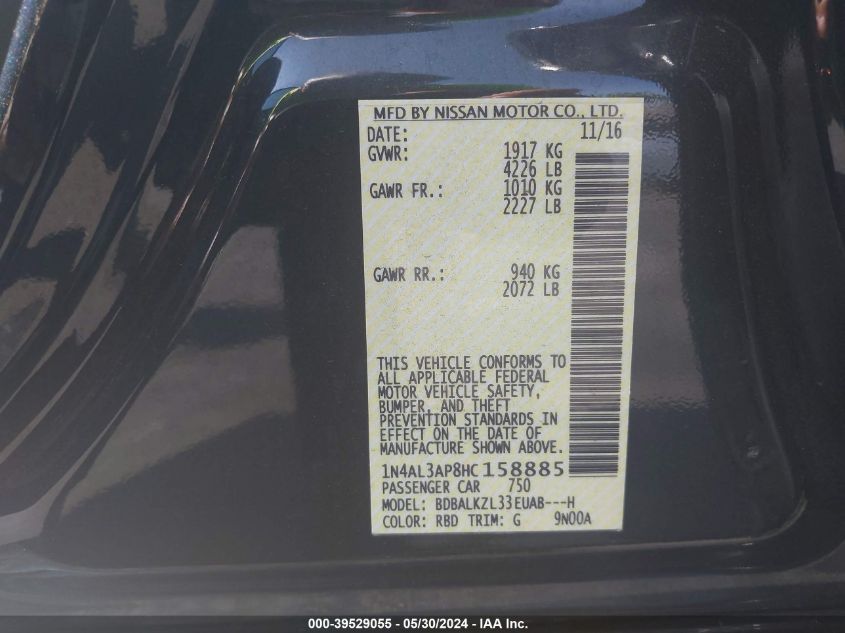 MFD BY NISSAN MOTOR CO., LTD.
DATE: 11/16
GVWR: 1917 KG
4226 LB
GAWR FR.: 1010 KG
2227 LB
GAWR RR.: 940 KG
2072 LB
THIS VEHICLE CONFORMS TO
ALL APPLICABLE FEDERAL
MOTOR VEHICLE SAFETY,
BUMPER, AND THEFT
PREVENTION STANDARDS IN
EFFECT ON THE DATE OF
MANUFACTURE SHOWN ABOVE.
1N4AL3AP8HC158885
PASSENGER CAR 750
MODEL: BDBALKZL33EUAB---H
COLOR: RBD TRIM: G 9N00A
000-39529055 - 05/30/2024 - IAA Inc.